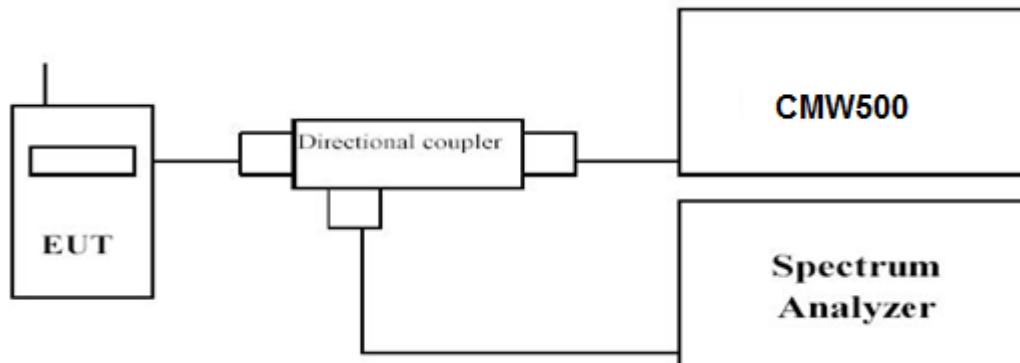 CMW500
Directional coupler
EUT
Spectrum
Analyzer